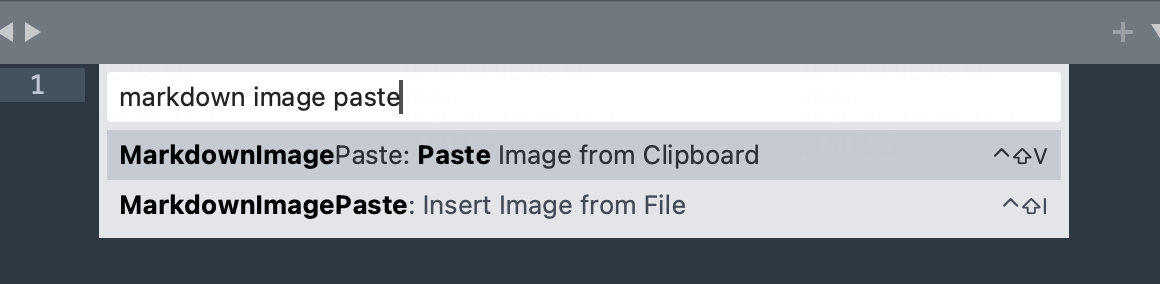 1
markdown image paste
MarkdownImagePaste: Paste Image from Clipboard ^⇧V
MarkdownImagePaste: Insert Image from File ^⇧I